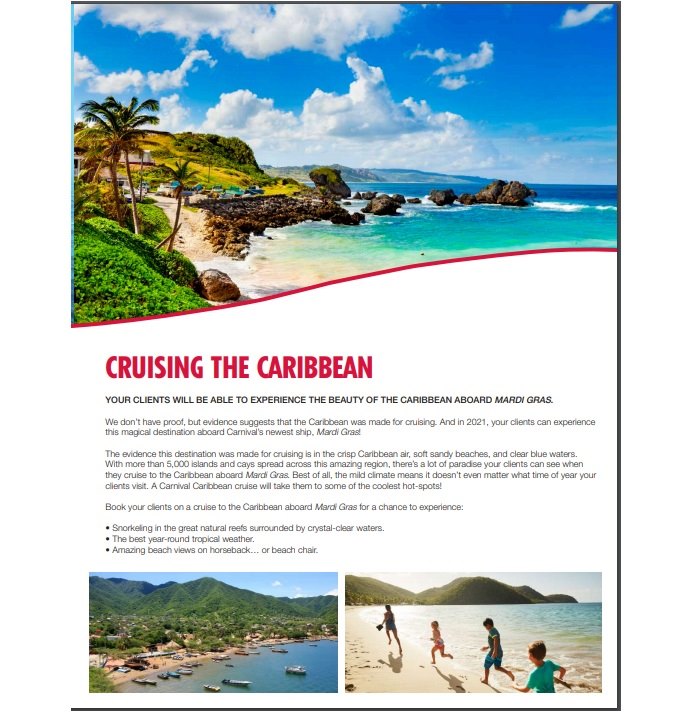 CRUISING THE CARIBBEAN
YOUR CLIENTS WILL BE ABLE TO EXPERIENCE THE BEAUTY OF THE CARIBBEAN ABOARD MARDI GRAS.
We don't have proof, but evidence suggests that the Caribbean was made for cruising. And in 2021, your clients can experience
this magical destination aboard Carnival's newest ship, Mardi Gras!
The evidence this destination was made for cruising is in the crisp Caribbean air, soft sandy beaches, and clear blue waters.
With more than 5,000 islands and cays spread across this amazing region, there's a lot of paradise your clients can see when
they cruise to the Caribbean aboard Mardi Gras. Best of all, the mild climate means it doesn't even matter what time of year your
clients visit. A Carnival Caribbean cruise will take them to some of the coolest hot-spots!
Book your clients on a cruise to the Caribbean aboard Mardi Gras for a chance to experience:
• Snorkeling in the great natural reefs surrounded by crystal-clear waters.
• The best year-round tropical weather.
• Amazing beach views on horseback… or beach chair.